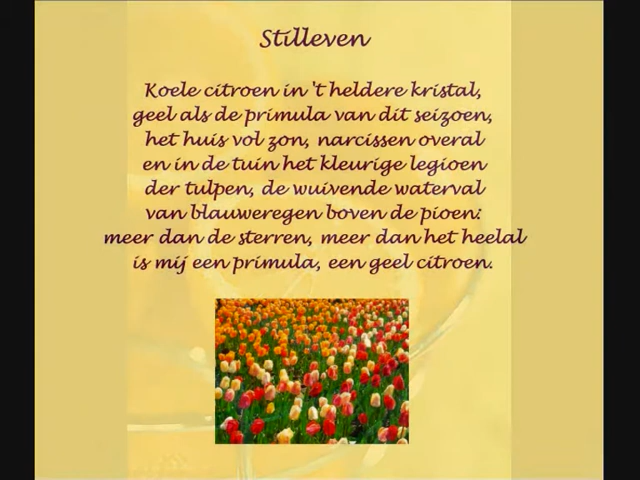 Stilleven
Koele citroen in 't heldere kristal,
geel als de primula van dit seizoen,
het huis vol zon, narcissen overal
en in de tuin het kleurige legioen
der tulpen, de wuivende waterval
van blauweregen boven de pioen:
meer dan de sterren, meer dan het heelal
is mij een primula, een geel citroen.